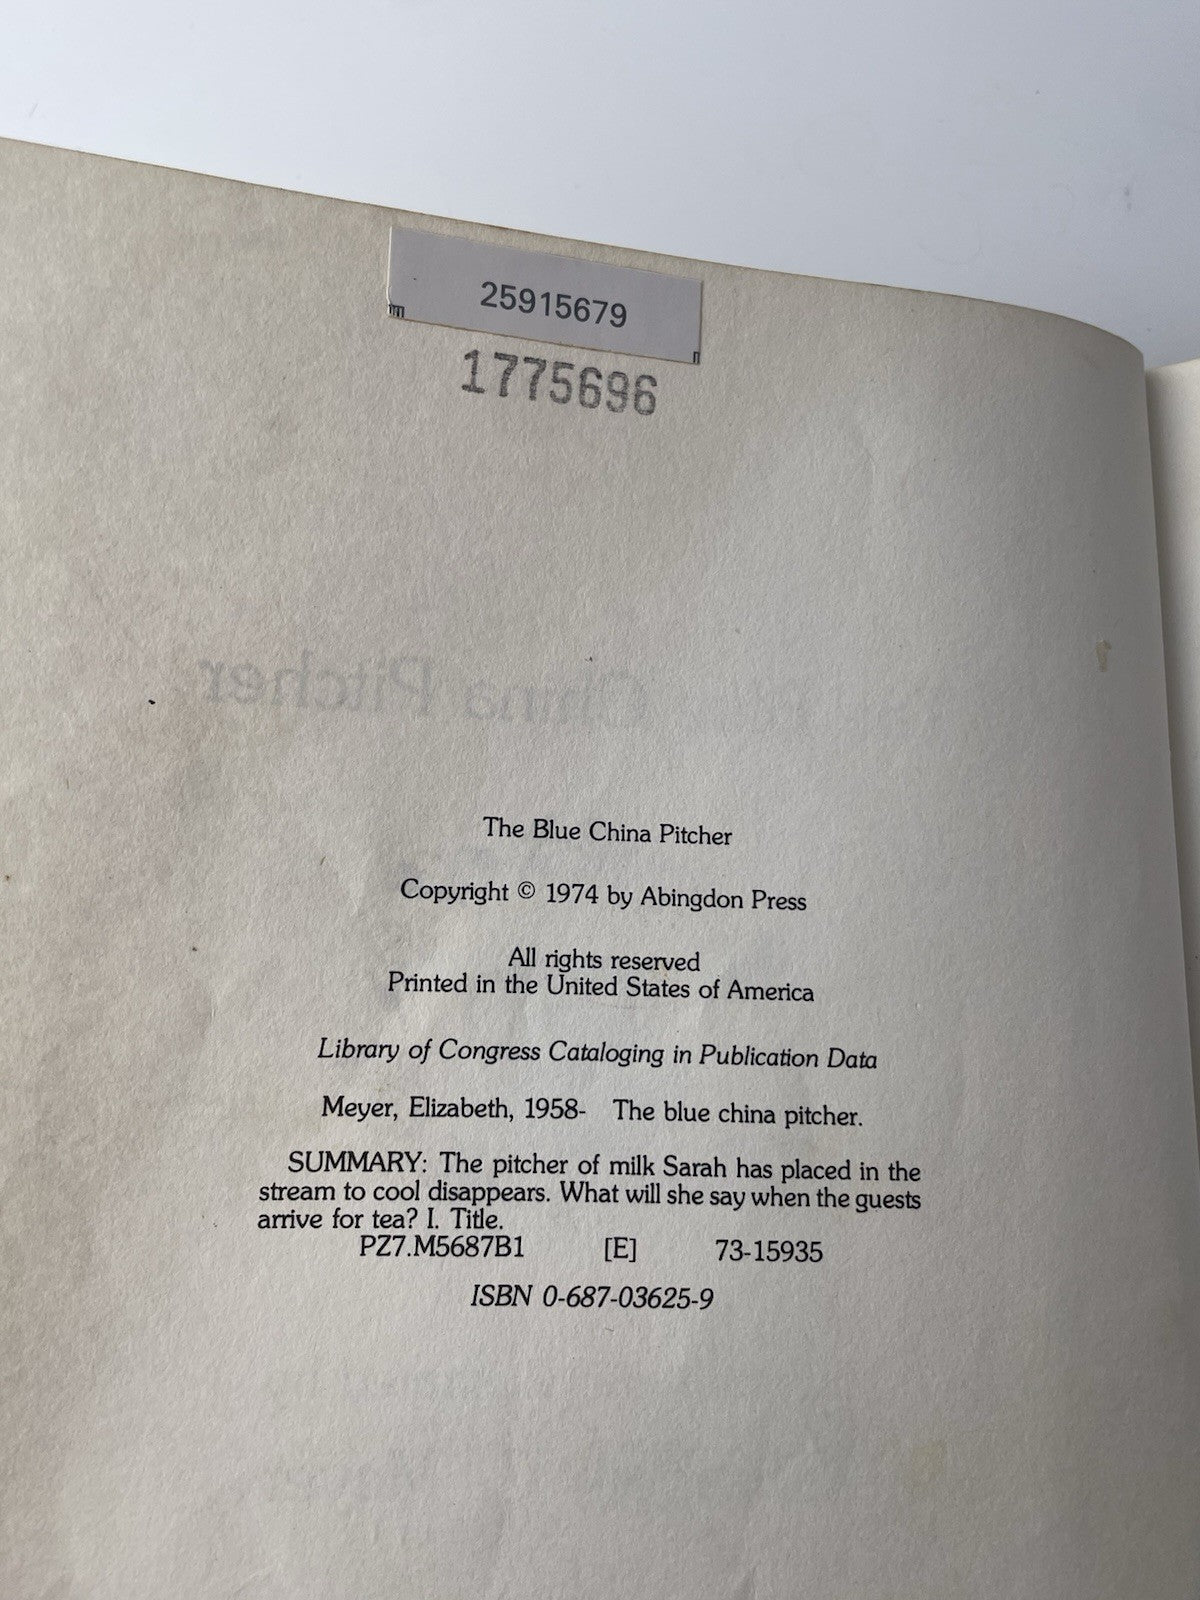 25915679
1775696
China Pitcher
The Blue China Pitcher
Copyright © 1974 by Abingdon Press
All rights reserved
Printed in the United States of America
Library of Congress Cataloging in Publication Data
Meyer, Elizabeth, 1958- The blue china pitcher.
SUMMARY: The pitcher of milk Sarah has placed in the
stream to cool disappears. What will she say when the guests
arrive for tea? I. Title.
PZ7.M5687B1 [E] 73-15935
ISBN 0-687-03625-9